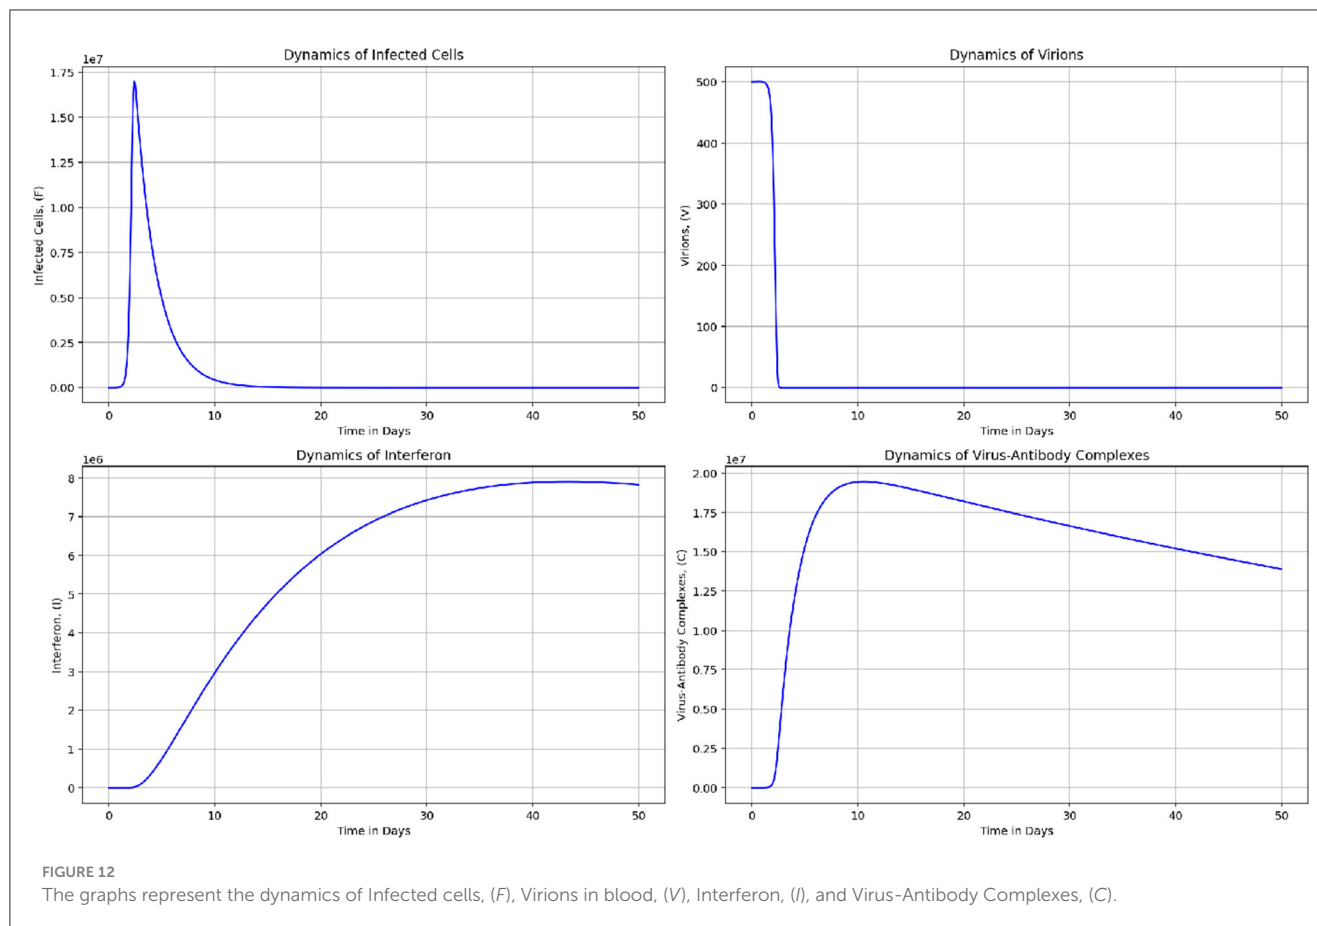 Dynamics of Infected Cells
1e7
1.75
1.50
1.25
1.00
0.75
0.50
0.25
0.00
Infected Cells, (F)
0 10 20 30 40 50
Time in Days
Dynamics of Virions
500
400
300
200
100
0
Virions, (V)
0 10 20 30 40 50
Time in Days
Dynamics of Interferon
1e6
8
7
6
5
4
3
2
1
0
Interferon, (I)
0 10 20 30 40 50
Time in Days
Dynamics of Virus-Antibody Complexes
1e7
2.00
1.75
1.50
1.25
1.00
0.75
0.50
0.25
0.00
Virus-Antibody Complexes, (C)
0 10 20 30 40 50
Time in Days
FIGURE 12
The graphs represent the dynamics of Infected cells, (F), Virions in blood, (V), Interferon, (I), and Virus-Antibody Complexes, (C).